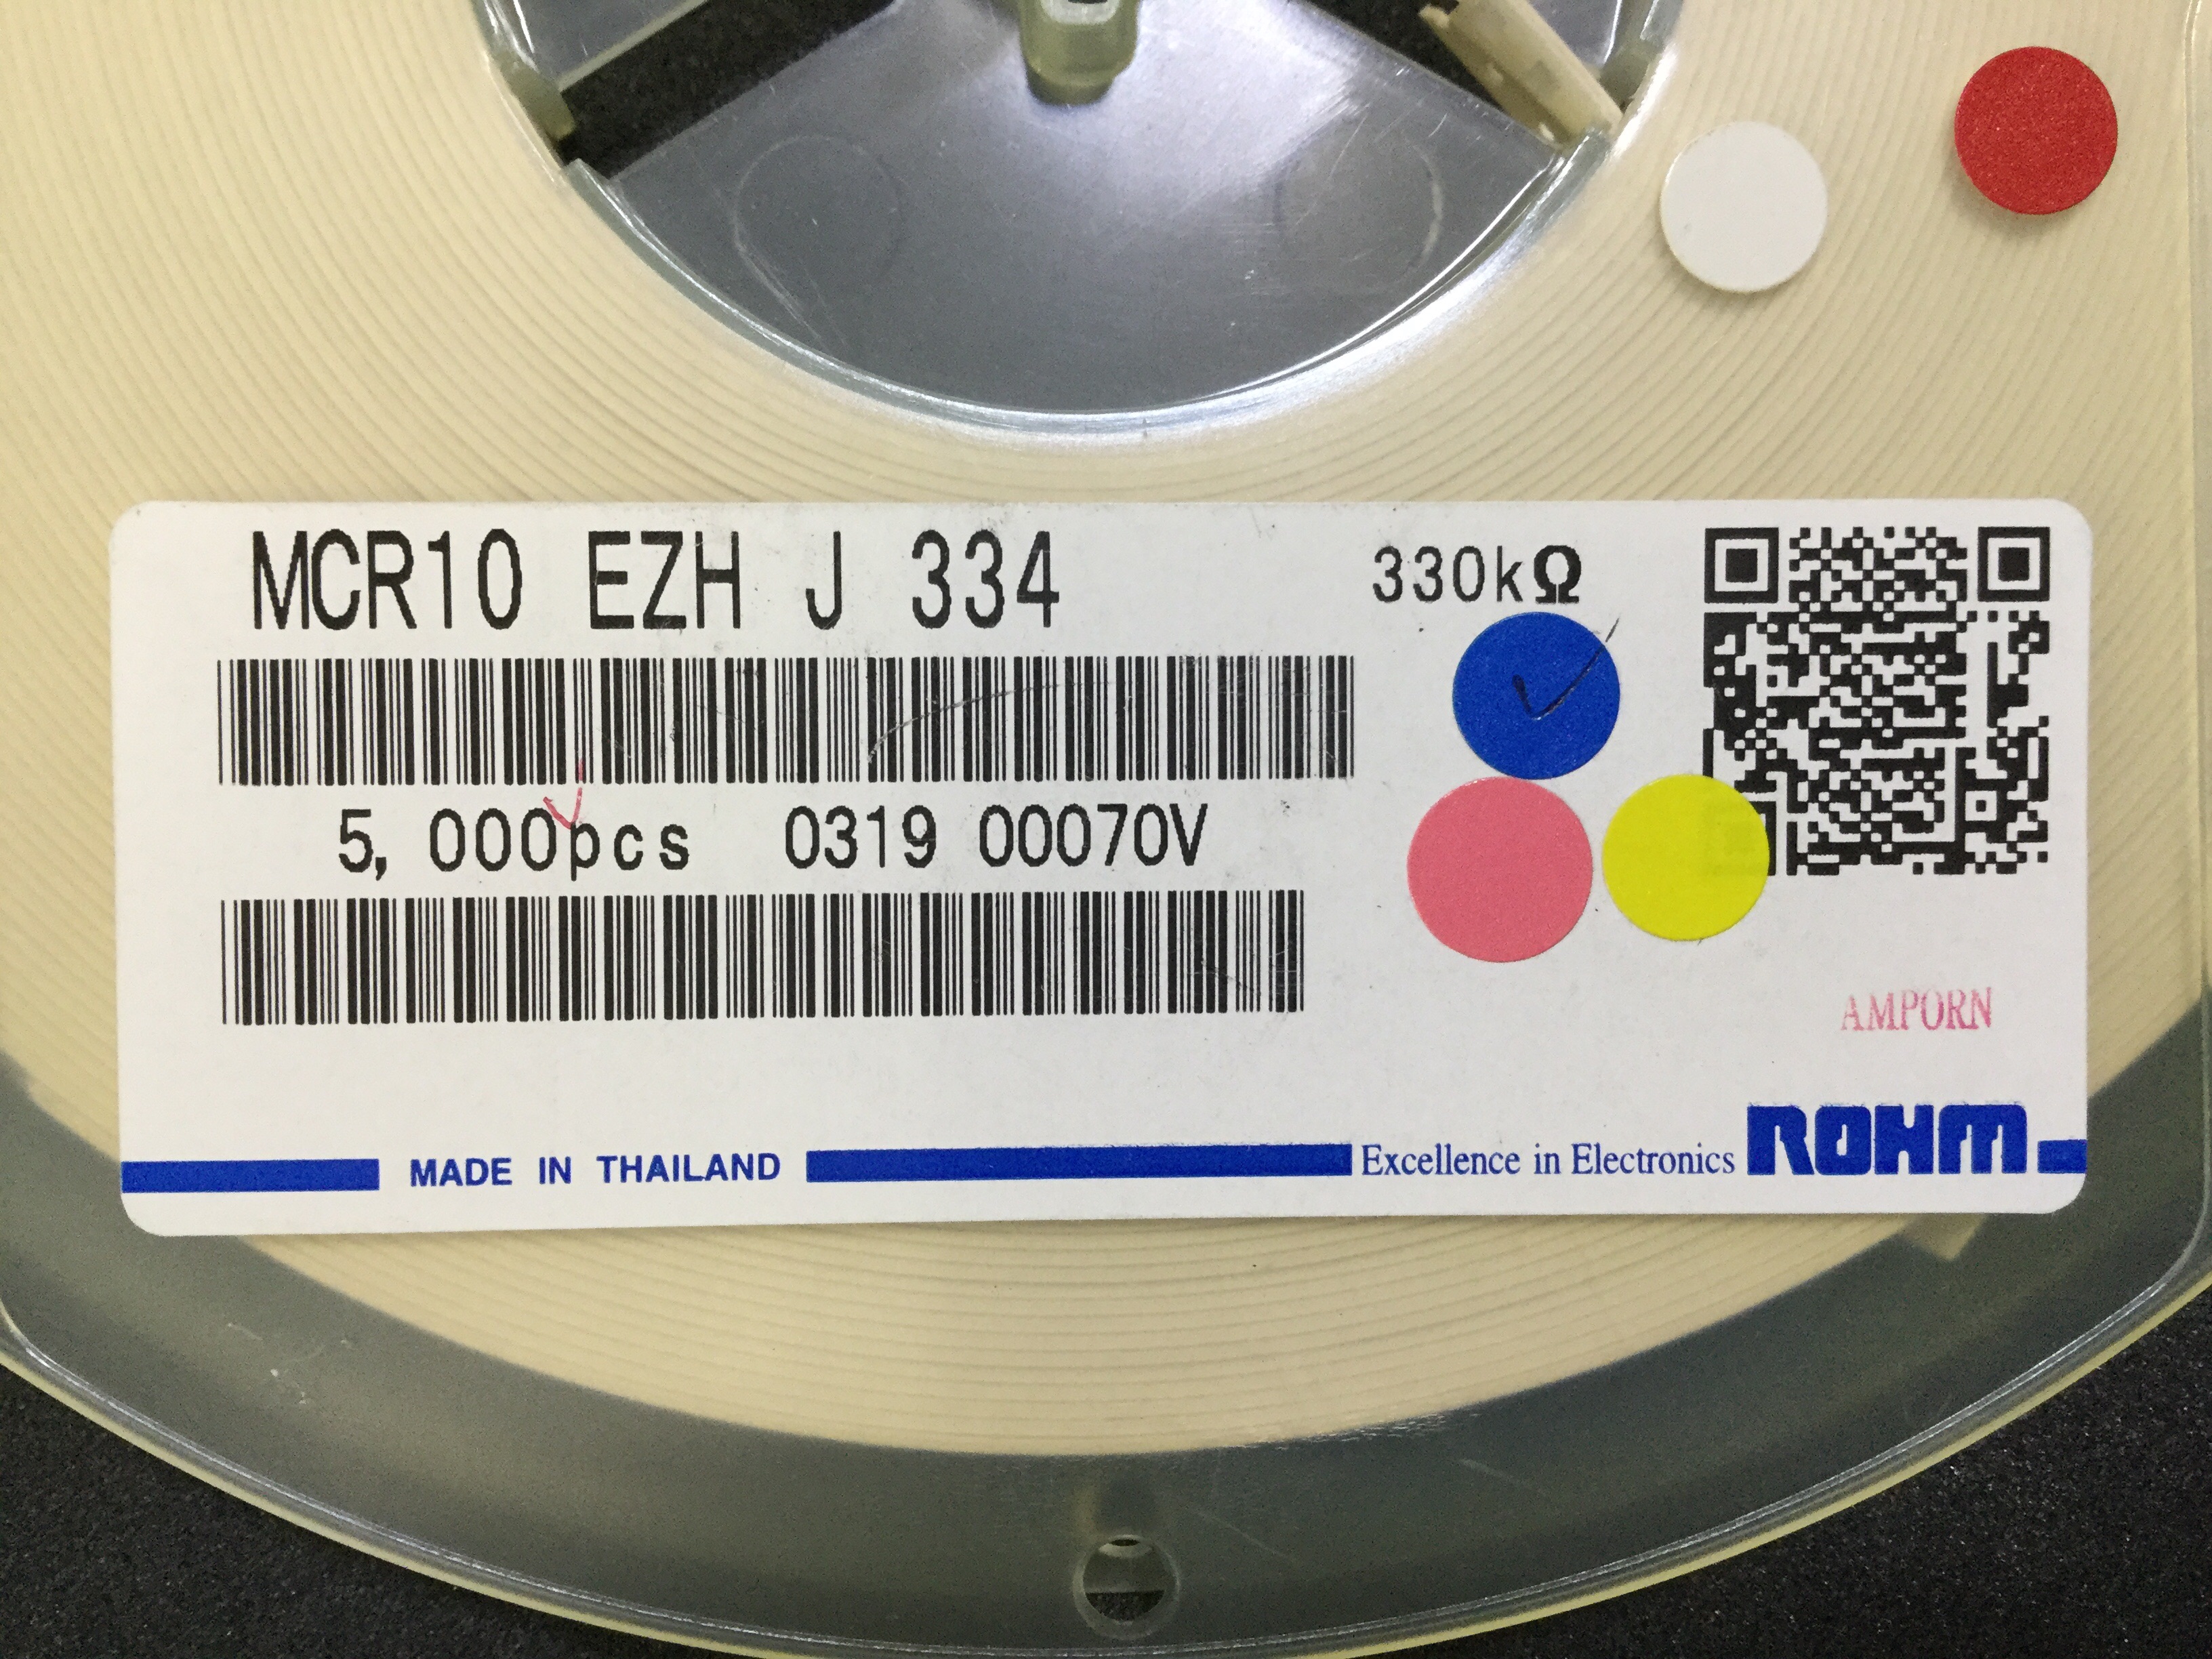 MCR10 EZH J 334 330kΩ
5,000pcs 0319 00070V
AMPORN
MADE IN THAILAND Excellence in Electronics ROHM